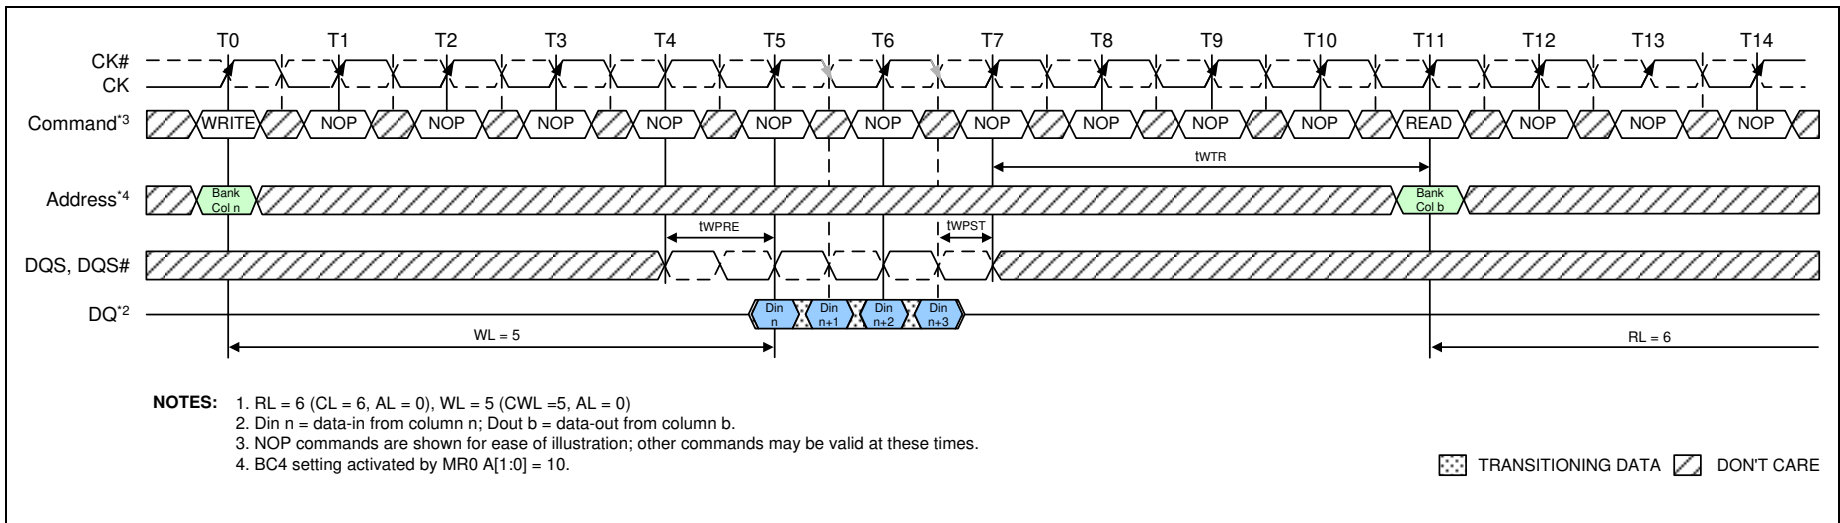 T0 T1 T2 T3 T4 T5 T6 T7 T8 T9 T10 T11 T12 T13 T14
CK#
CK
Command*3 WRITE NOP NOP NOP NOP NOP NOP NOP NOP NOP NOP READ NOP NOP NOP
tWTR
Address*4 Bank Col n Bank Col b
tWPRE tWPST
DQS, DQS#
DQ*2 Din n Din n+1 Din n+2 Din n+3
WL = 5 RL = 6
NOTES: 1. RL = 6 (CL = 6, AL = 0), WL = 5 (CWL =5, AL = 0)
2. Din n = data-in from column n; Dout b = data-out from column b.
3. NOP commands are shown for ease of illustration; other commands may be valid at these times.
4. BC4 setting activated by MR0 A[1:0] = 10.
TRANSITIONING DATA DON'T CARE